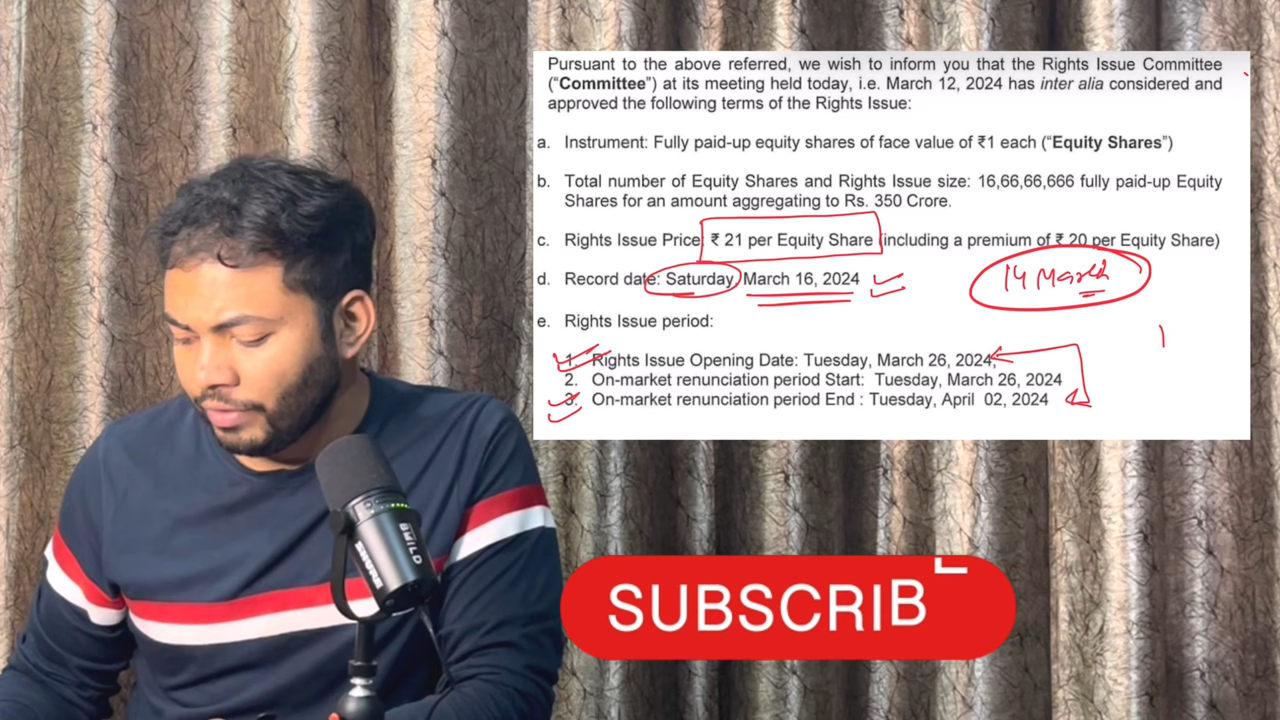 Pursuant to the above referred, we wish to inform you that the Rights Issue Committee
(“Committee”) at its meeting held today, i.e. March 12, 2024 has inter alia considered and
approved the following terms of the Rights Issue:
a. Instrument: Fully paid-up equity shares of face value of ₹1 each (“Equity Shares”)
b. Total number of Equity Shares and Rights Issue size: 16,66,66,666 fully paid-up Equity
Shares for an amount aggregating to Rs. 350 Crore.
c. Rights Issue Price: ₹ 21 per Equity Share (including a premium of ₹ 20 per Equity Share)
d. Record date: Saturday, March 16, 2024
14 March
e. Rights Issue period:
1. Rights Issue Opening Date: Tuesday, March 26, 2024,
2. On-market renunciation period Start: Tuesday, March 26, 2024
3. On-market renunciation period End : Tuesday, April 02, 2024
SHURE
SUBSCRIB